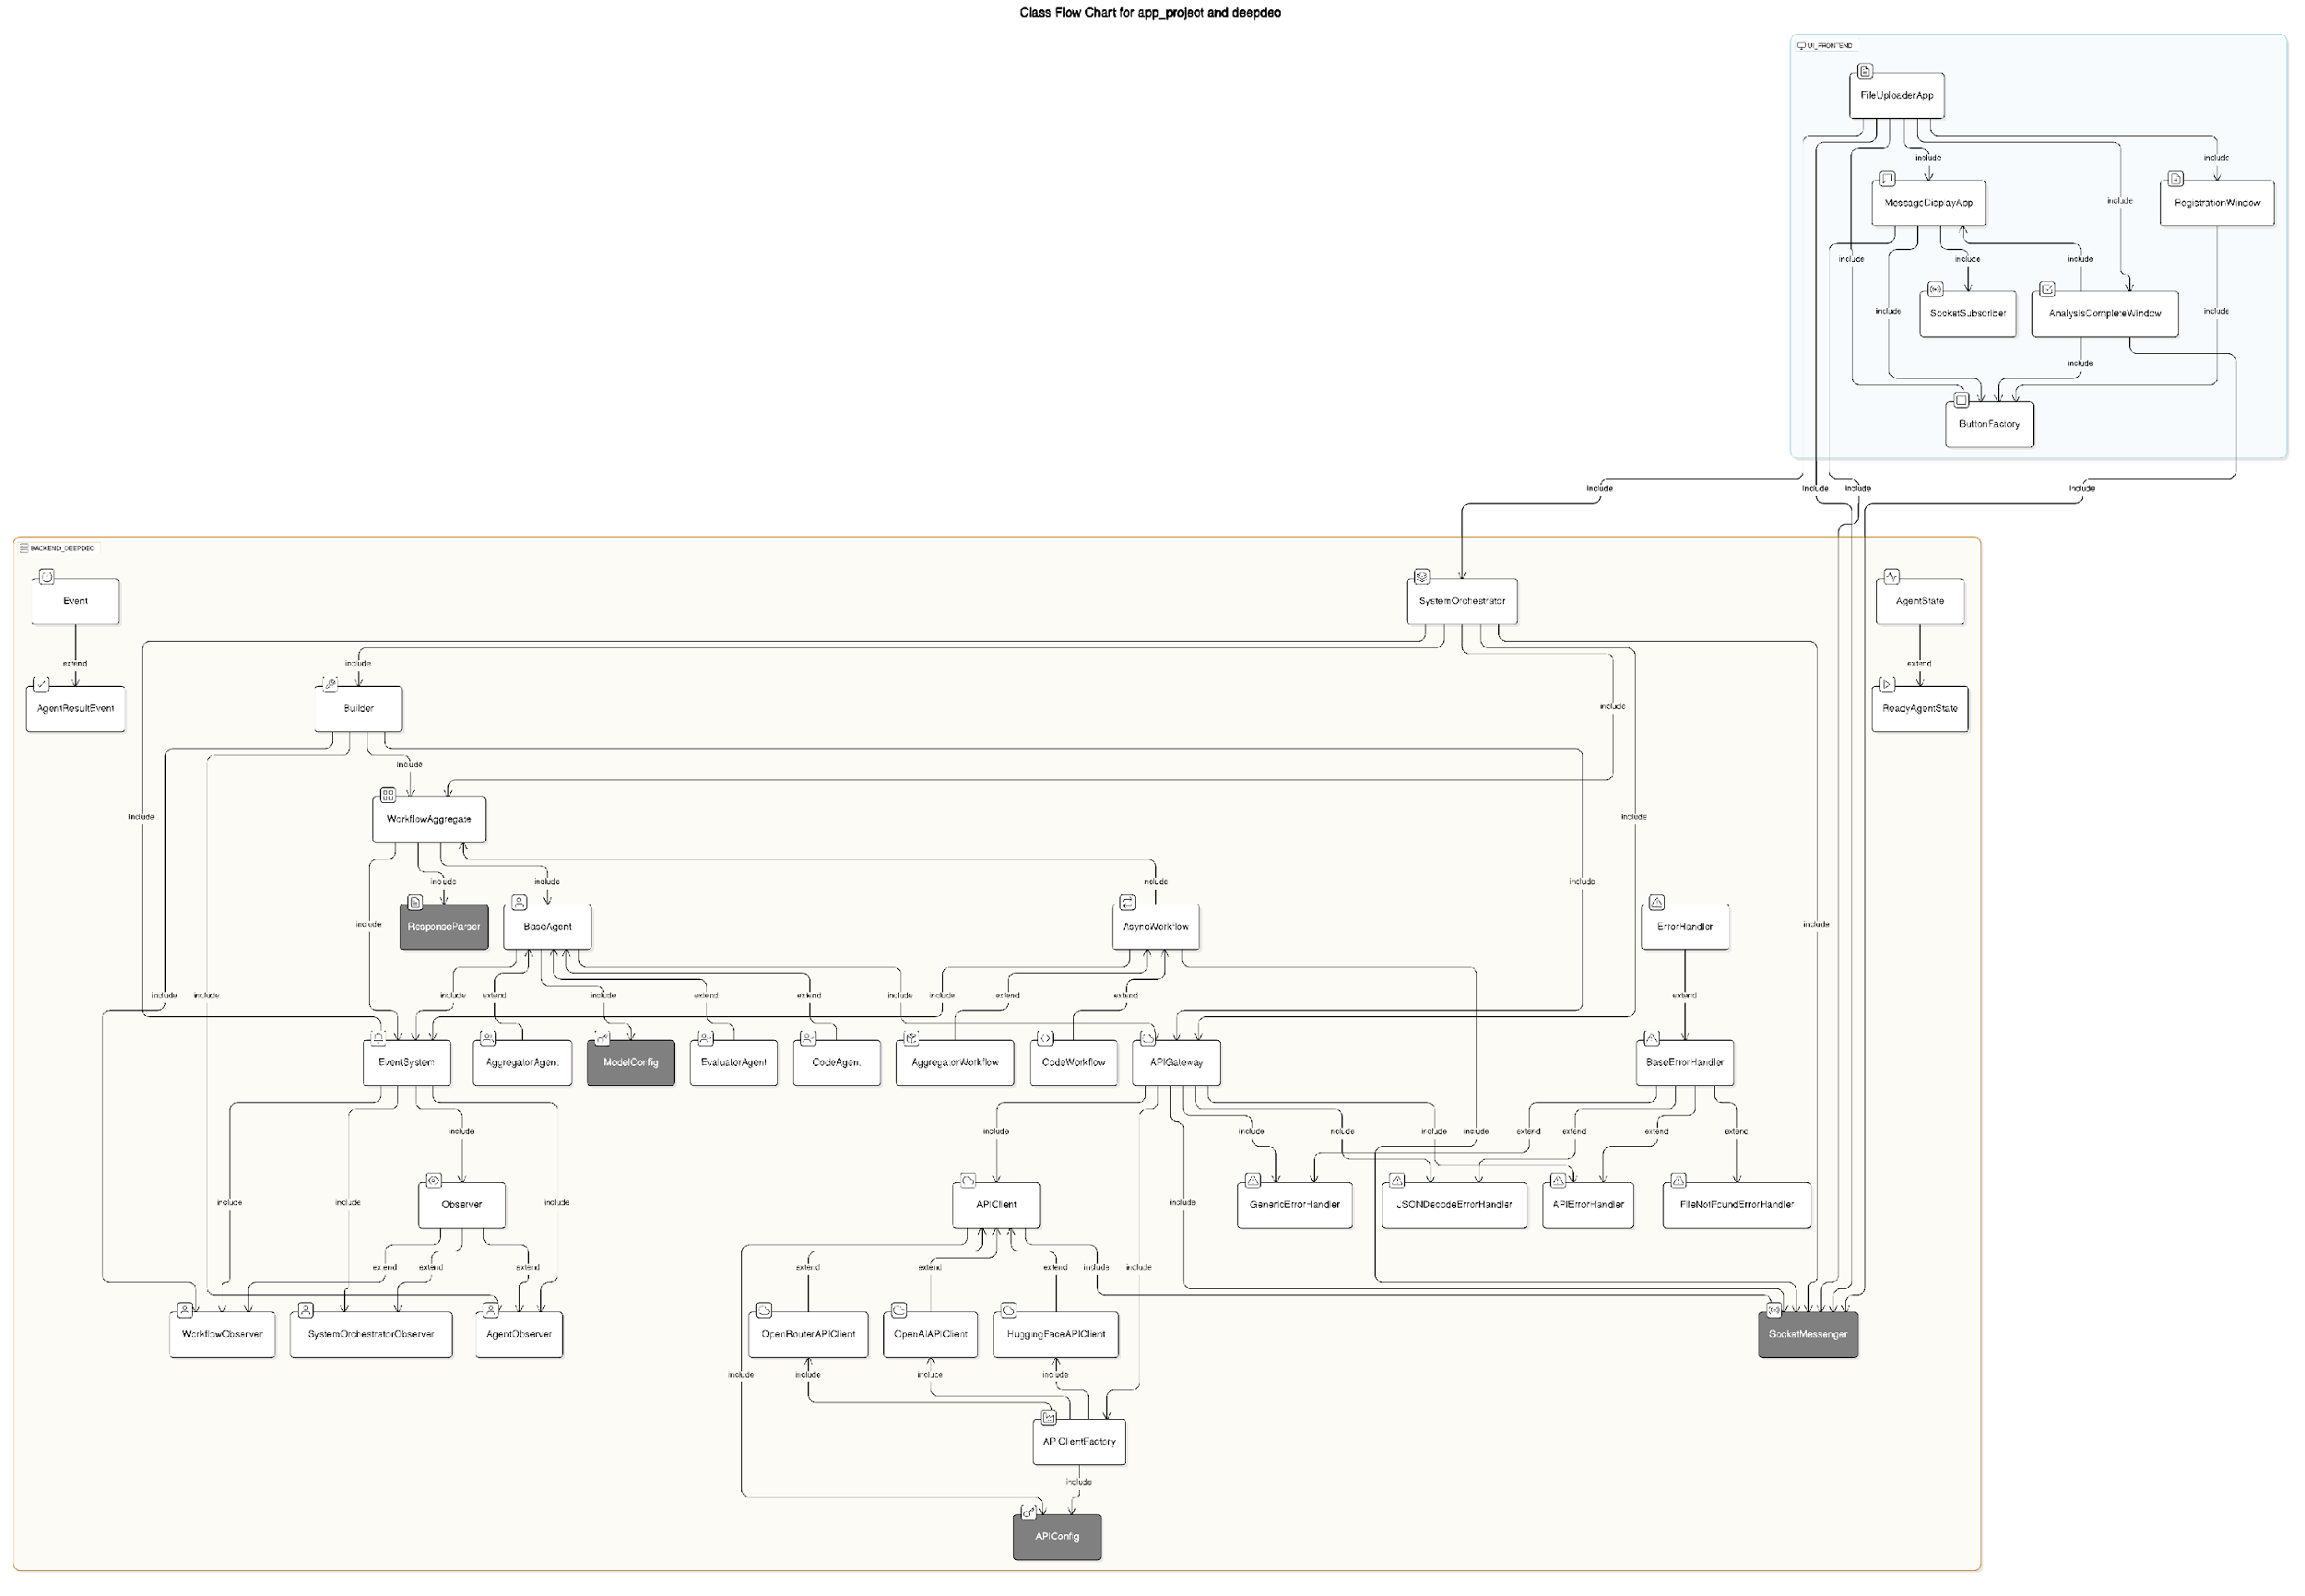 Class Flow Chart for app_project and deepdec
UI_FRONTEND
FileUploaderApp
include
include
MessageDisplayApp
include
RegistrationWindow
include
include
include
include
SocketSubscriber
AnalysisCompleteWindow
include
include
include
ButtonFactory
include
include
include
include
BACKEND_DEEPDEC
Event
SystemOrchestrator
AgentState
extend
include
extend
AgentResultEvent
Builder
include
ReadyAgentState
include
WorkflowAggregate
include
include
include
include
include
include
ResponseParser
BaseAgent
AsyncWorkflow
ErrorHandler
include
include
include
include
include
extend
include
extend
extend
include
include
extend
extend
extend
EventSystem
AggregatorAgent
ModelConfig
EvaluatorAgent
CodeAgent
AggregatorWorkflow
CodeWorkflow
APIGateway
BaseErrorHandler
include
include
include
include
include
include
extend
extend
extend
extend
include
include
Observer
include
APIClient
include
GenericErrorHandler
JSONDecodeErrorHandler
APIErrorHandler
FileNotFoundErrorHandler
extend
extend
extend
extend
extend
extend
include
include
WorkflowObserver
SystemOrchestratorObserver
AgentObserver
OpenRouterAPIClient
OpenAIAPIClient
HuggingFaceAPIClient
SocketMessenger
include
include
include
include
APIClientFactory
include
APIConfig